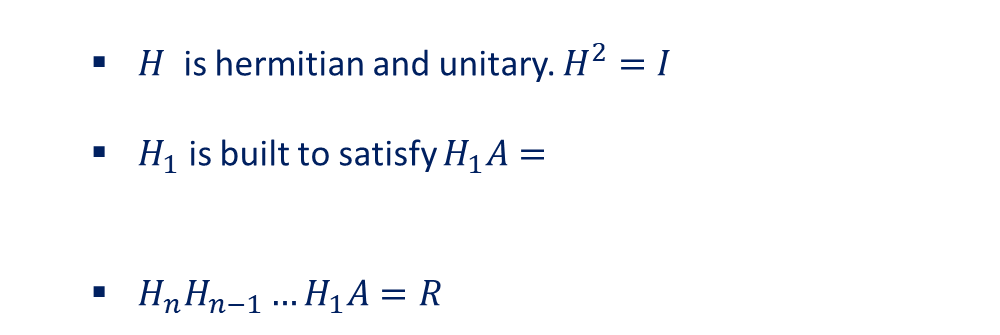 ▪ H is hermitian and unitary. H² = I
▪ H₁ is built to satisfy H₁A =
▪ HₙHₙ₋₁ … H₁A = R